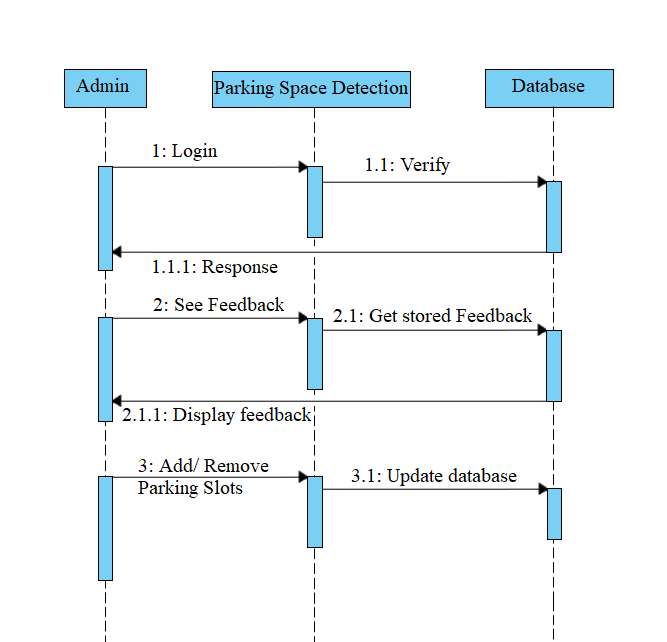 Admin
Parking Space Detection
Database
1: Login
1.1: Verify
1.1.1: Response
2: See Feedback
2.1: Get stored Feedback
2.1.1: Display feedback
3: Add/ Remove
Parking Slots
3.1: Update database